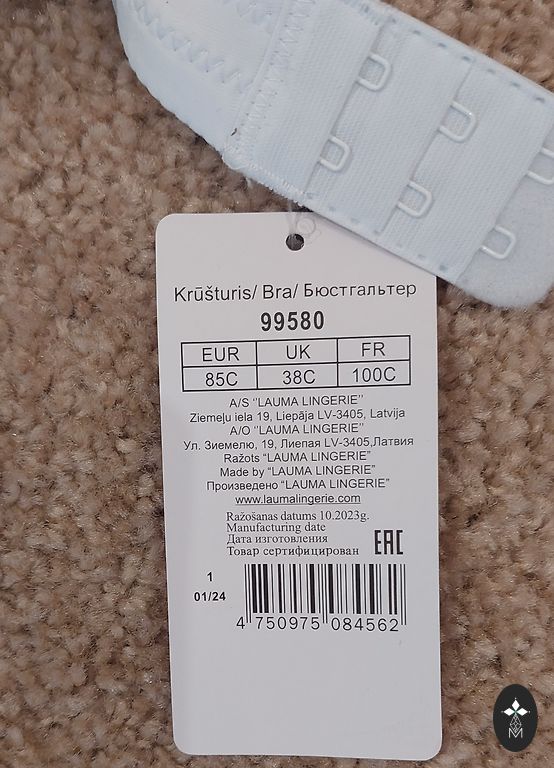 Krūšturis/ Bra/ Бюстгальтер
99580
EUR UK FR
85C 38C 100C
A/S “LAUMA LINGERIE”
Ziemeļu iela 19, Liepāja LV-3405, Latvija
А/О “LAUMA LINGERIE”
Ул. Зиемелю, 19, Лиепая LV-3405,Латвия
Ražots “LAUMA LINGERIE”
Made by “LAUMA LINGERIE”
Произведено “LAUMA LINGERIE”
www.laumalingerie.com
Ražošanas datums 10.2023g.
Manufacturing date
Дата изготовления
Товар сертифицирован EAC
1
01/24
4 750975 084562
M